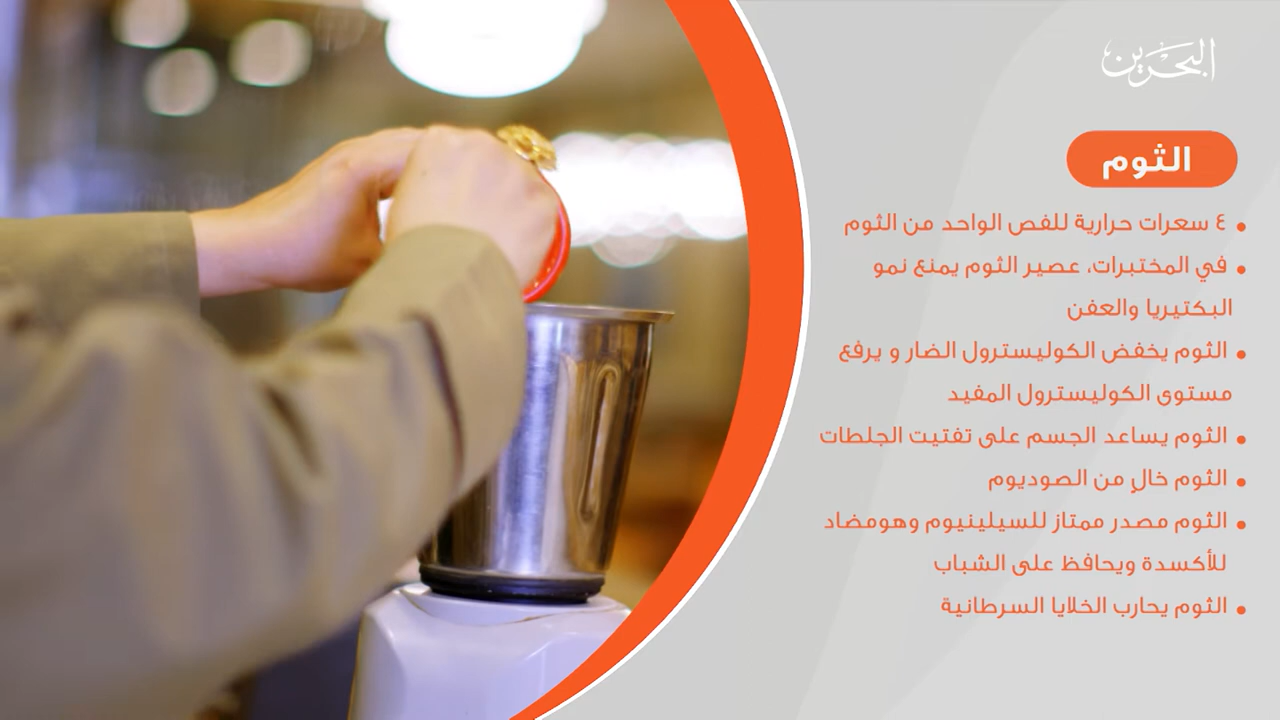 البحرين
الثوم
• ٤ سعرات حرارية للفص الواحد من الثوم
• في المختبرات، عصير الثوم يمنع نمو
البكتيريا والعفن
• الثوم يخفض الكوليسترول الضار و يرفع
مستوى الكوليسترول المفيد
• الثوم يساعد الجسم على تفتيت الجلطات
• الثوم خالٍ من الصوديوم
• الثوم مصدر ممتاز للسيلينيوم وهومضاد
للأكسدة ويحافظ على الشباب
• الثوم يحارب الخلايا السرطانية